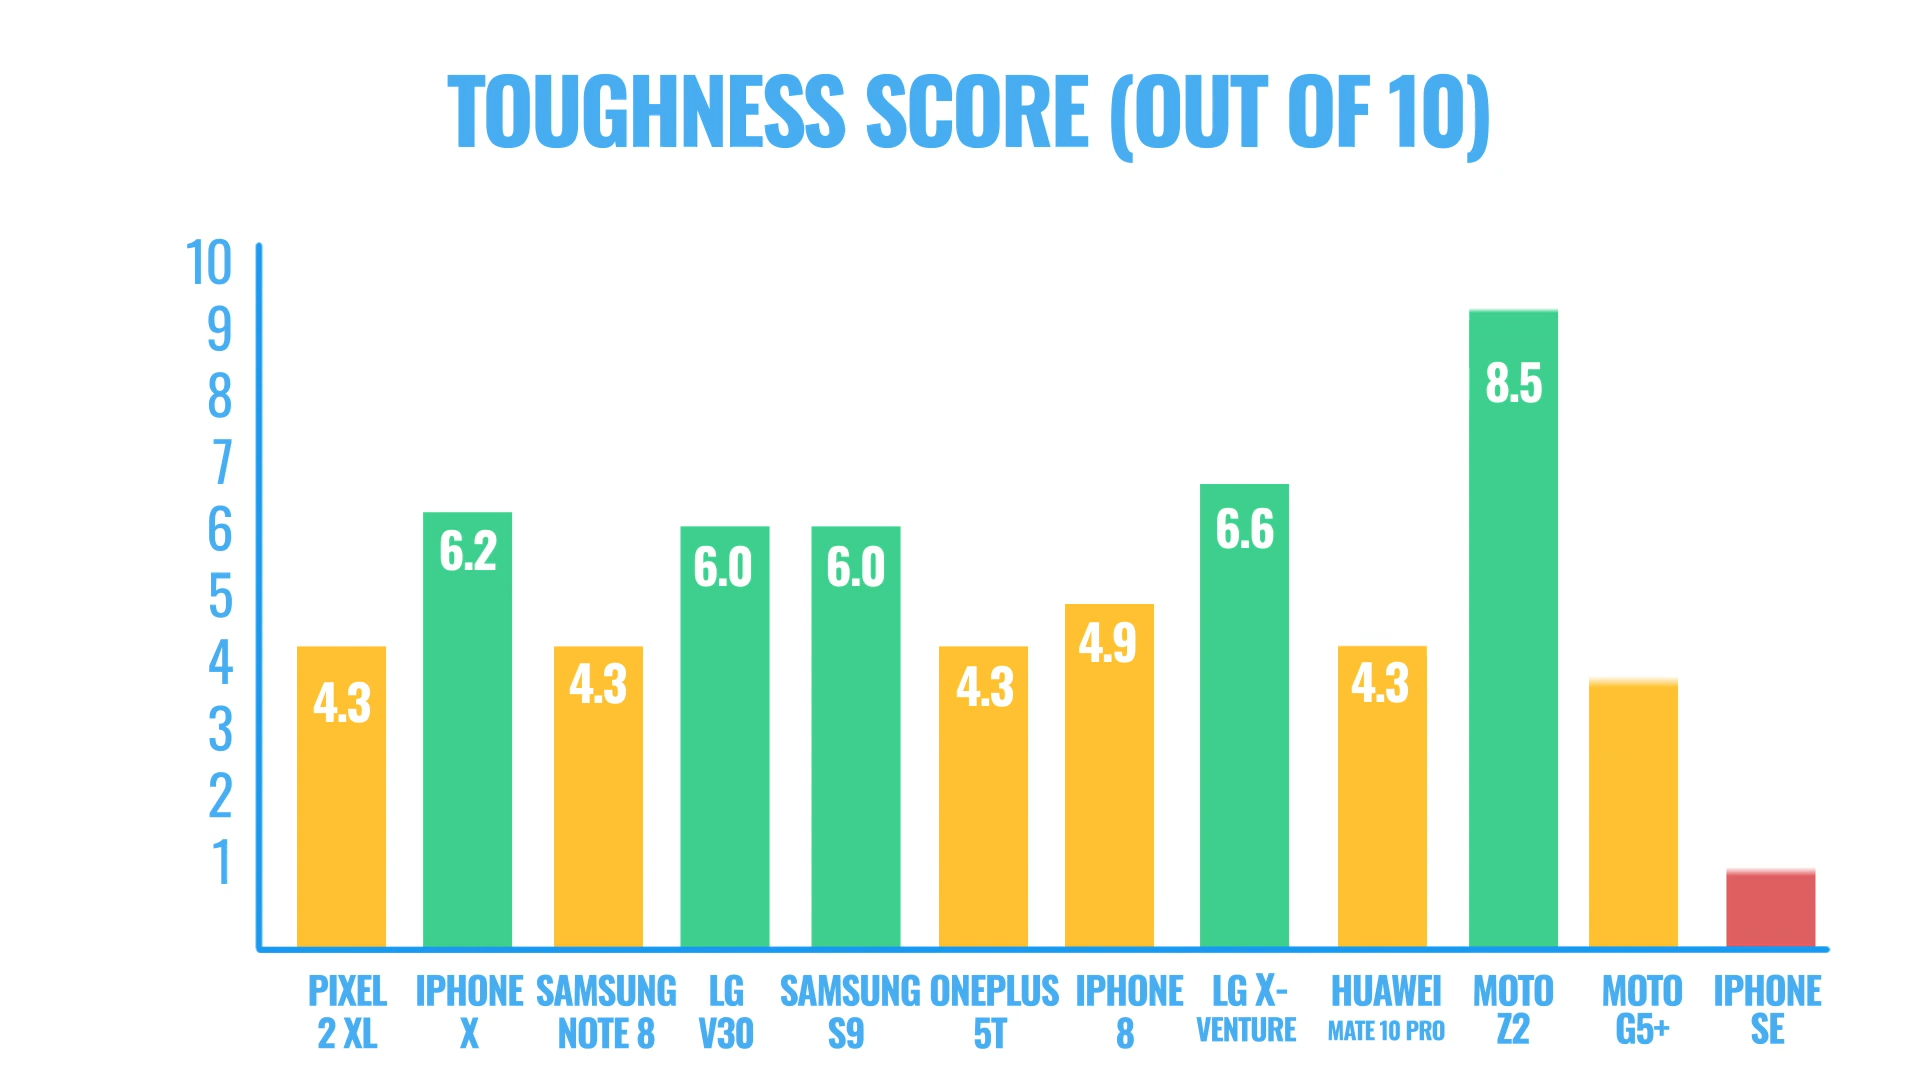 TOUGHNESS SCORE (OUT OF 10)
10
9
8
7
6
5
4
3
2
1
4.3
6.2
4.3
6.0
6.0
4.3
4.9
6.6
4.3
8.5
PIXEL
2 XL
IPHONE
X
SAMSUNG
NOTE 8
LG
V30
SAMSUNG
S9
ONEPLUS
5T
IPHONE
8
LG X-
VENTURE
HUAWEI
MATE 10 PRO
MOTO
Z2
MOTO
G5+
IPHONE
SE